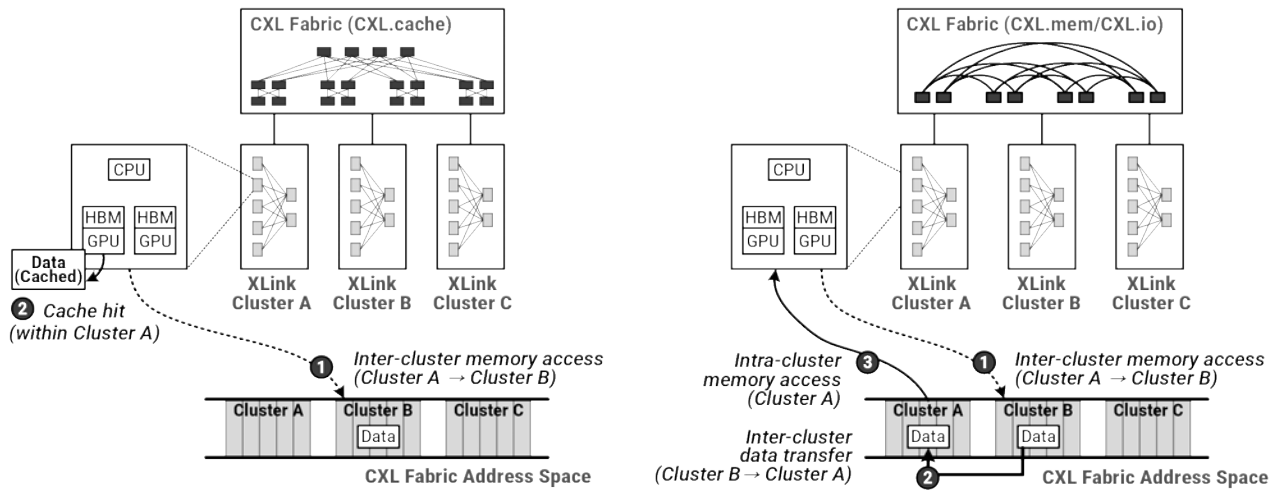 CXL Fabric (CXL.cache)
CPU
HBM
HBM
GPU
GPU
Data
(Cached)
2
Cache hit
(within Cluster A)
XLink
Cluster A
XLink
Cluster B
XLink
Cluster C
1
Inter-cluster memory access
(Cluster A → Cluster B)
Cluster A
Cluster B
Cluster C
Data
CXL Fabric Address Space
CXL Fabric (CXL.mem/CXL.io)
CPU
HBM
HBM
GPU
GPU
XLink
Cluster A
XLink
Cluster B
XLink
Cluster C
Intra-cluster
memory access
(Cluster A)
3
1
Inter-cluster memory access
(Cluster A → Cluster B)
Cluster A
Cluster B
Cluster C
Data
Data
Inter-cluster
data transfer
(Cluster B → Cluster A)
2
CXL Fabric Address Space